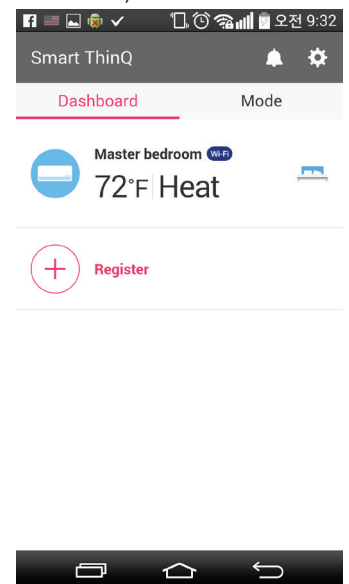 오전 9:32
Smart ThinQ
Dashboard Mode
Master bedroom Wi-Fi
72°F Heat
Register